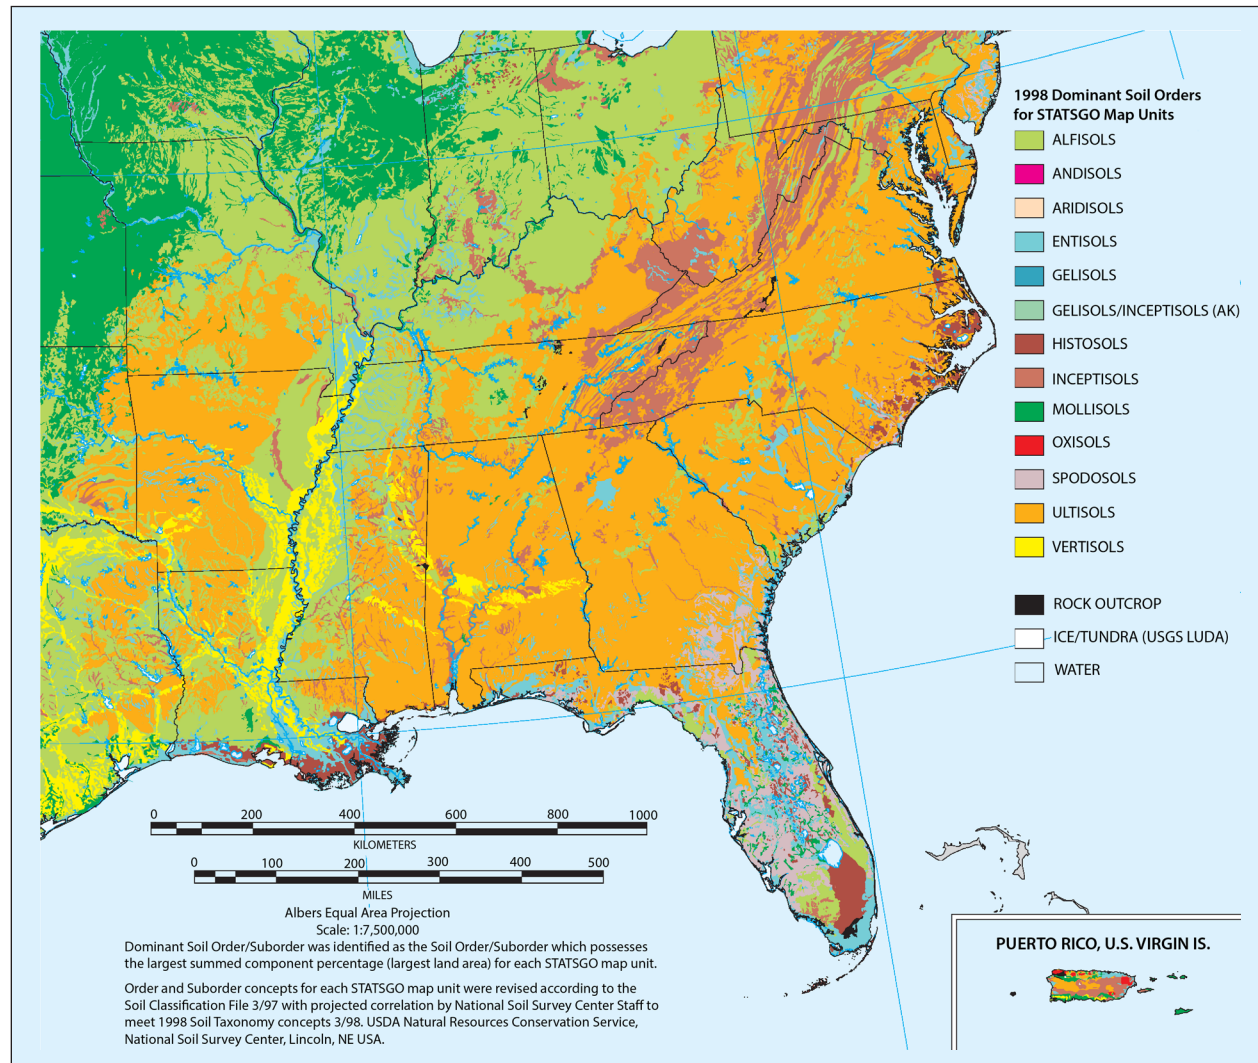 1998 Dominant Soil Orders
for STATSGO Map Units
ALFISOLS
ANDISOLS
ARIDISOLS
ENTISOLS
GELISOLS
GELISOLS/INCEPTISOLS (AK)
HISTOSOLS
INCEPTISOLS
MOLLISOLS
OXISOLS
SPODOSOLS
ULTISOLS
VERTISOLS
ROCK OUTCROP
ICE/TUNDRA (USGS LUDA)
WATER
0 200 400 600 800 1000
KILOMETERS
0 100 200 300 400 500
MILES
Albers Equal Area Projection
Scale: 1:7,500,000
Dominant Soil Order/Suborder was identified as the Soil Order/Suborder which possesses
the largest summed component percentage (largest land area) for each STATSGO map unit.
Order and Suborder concepts for each STATSGO map unit were revised according to the
Soil Classification File 3/97 with projected correlation by National Soil Survey Center Staff to
meet 1998 Soil Taxonomy concepts 3/98. USDA Natural Resources Conservation Service,
National Soil Survey Center, Lincoln, NE USA.
PUERTO RICO, U.S. VIRGIN IS.